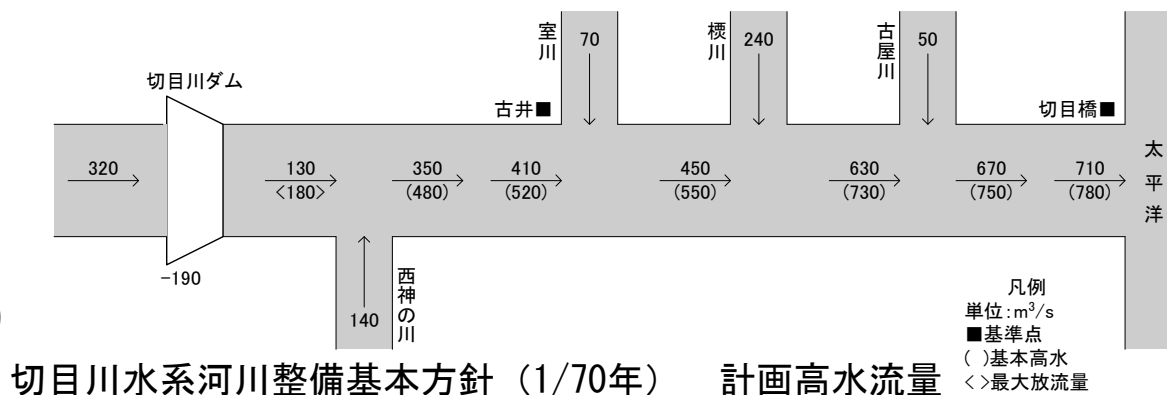 室川
70
榎川
240
古屋川
50
切目川ダム
古井■
切目橋■
320
130
<180>
350
(480)
410
(520)
450
(550)
630
(730)
670
(750)
710
(780)
太平洋
-190
140
西神の川
凡例
単位:m³/s
■基準点
( )基本高水
< >最大放流量
)
切目川水系河川整備基本方針（1/70年） 計画高水流量